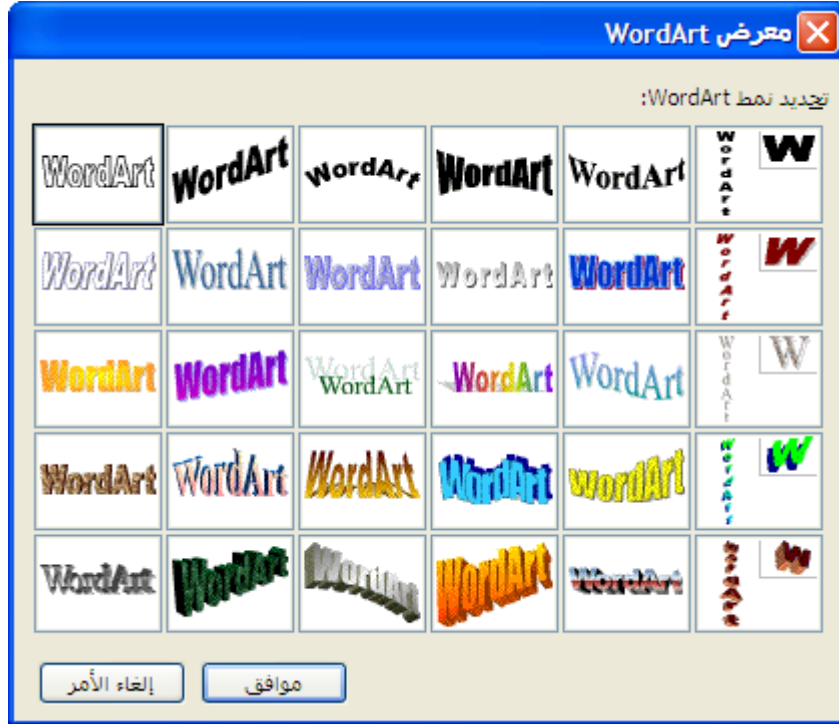 معرض WordArt
تحديد نمط WordArt:
WordArt WordArt WordArt WordArt WordArt WordArt W
WordArt WordArt WordArt WordArt WordArt WordArt W
WordArt WordArt WordArt WordArt WordArt WordArt WordArt W
WordArt WordArt WordArt WordArt WordArt WordArt W
WordArt WordArt WordArt WordArt WordArt WordArt W
موافق إلغاء الأمر